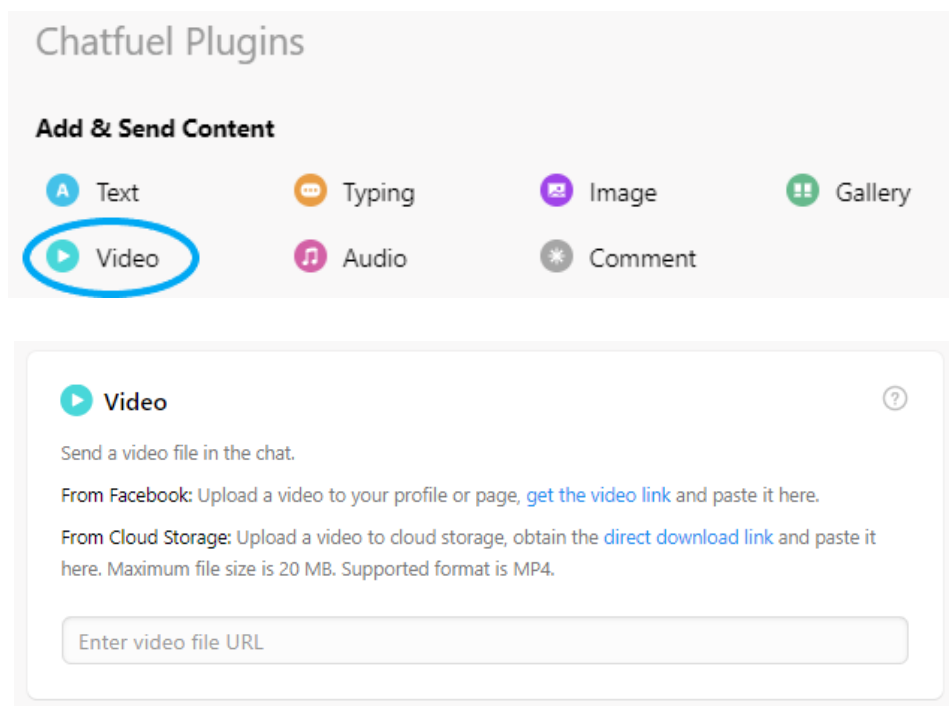 Chatfuel Plugins
Add & Send Content
Text
Typing
Image
Gallery
Video
Audio
Comment
Video
?
Send a video file in the chat.
From Facebook: Upload a video to your profile or page, get the video link and paste it here.
From Cloud Storage: Upload a video to cloud storage, obtain the direct download link and paste it
here. Maximum file size is 20 MB. Supported format is MP4.
Enter video file URL